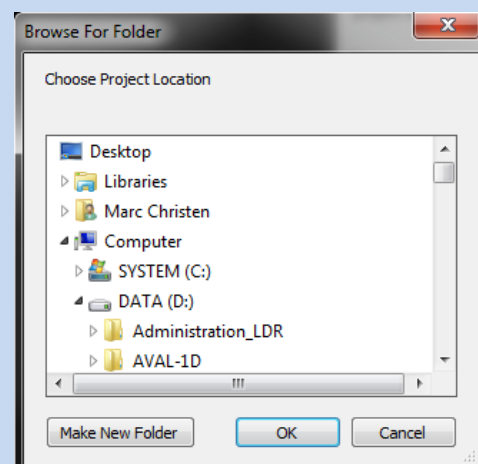 Browse For Folder
Choose Project Location
Desktop
Libraries
Marc Christen
Computer
SYSTEM (C:)
DATA (D:)
Administration_LDR
AVAL-1D
Make New Folder
OK
Cancel